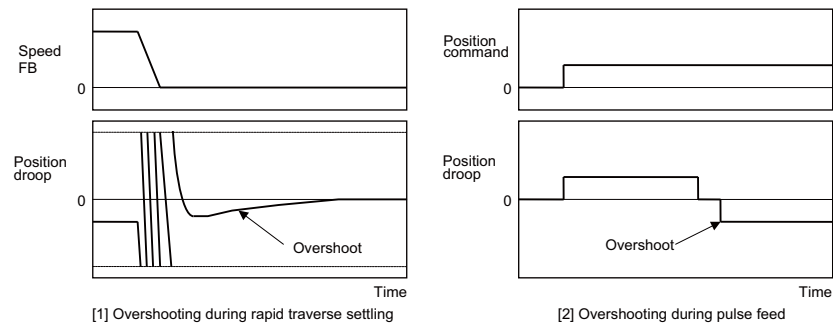 Speed
FB
0
Position
droop
0
Overshoot
Time
[1] Overshooting during rapid traverse settling
Position
command
0
Position
droop
0
Overshoot
Time
[2] Overshooting during pulse feed